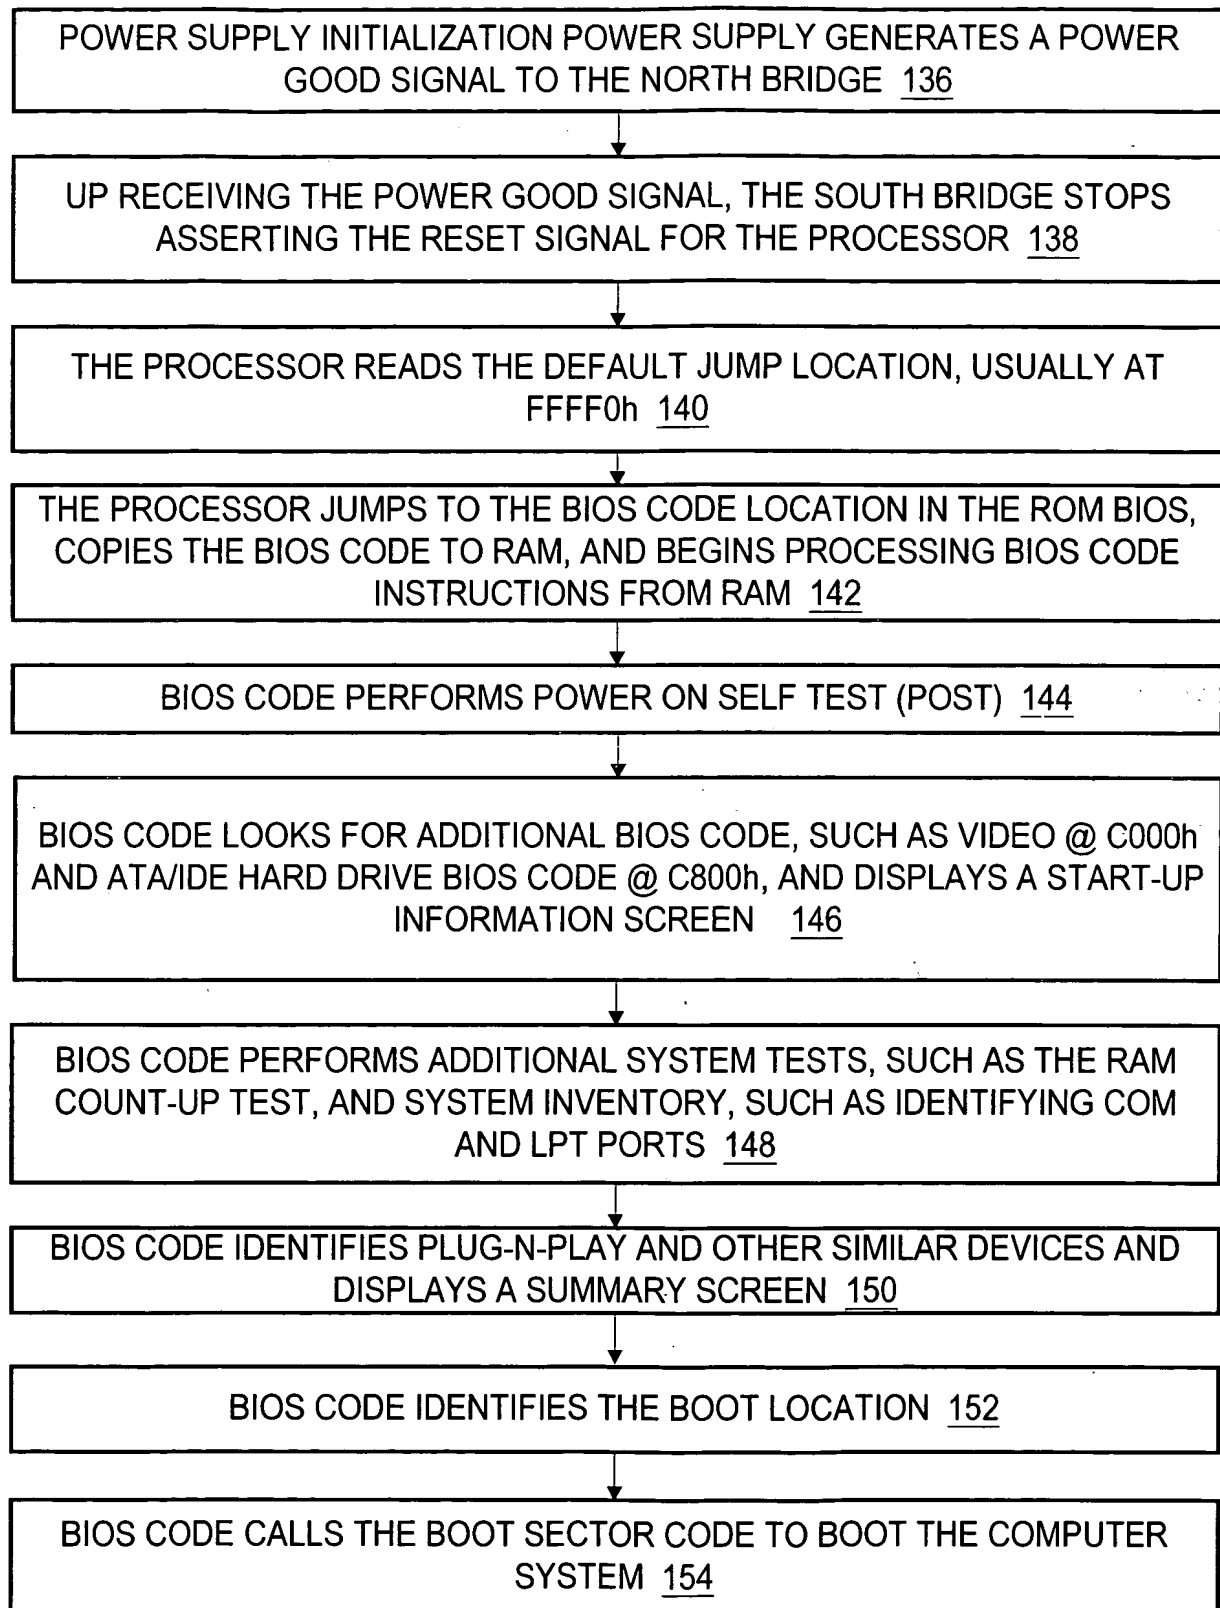 POWER SUPPLY INITIALIZATION POWER SUPPLY GENERATES A POWER
GOOD SIGNAL TO THE NORTH BRIDGE 136
UP RECEIVING THE POWER GOOD SIGNAL, THE SOUTH BRIDGE STOPS
ASSERTING THE RESET SIGNAL FOR THE PROCESSOR 138
THE PROCESSOR READS THE DEFAULT JUMP LOCATION, USUALLY AT
FFFF0h 140
THE PROCESSOR JUMPS TO THE BIOS CODE LOCATION IN THE ROM BIOS,
COPIES THE BIOS CODE TO RAM, AND BEGINS PROCESSING BIOS CODE
INSTRUCTIONS FROM RAM 142
BIOS CODE PERFORMS POWER ON SELF TEST (POST) 144
BIOS CODE LOOKS FOR ADDITIONAL BIOS CODE, SUCH AS VIDEO @ C000h
AND ATA/IDE HARD DRIVE BIOS CODE @ C800h, AND DISPLAYS A START-UP
INFORMATION SCREEN 146
BIOS CODE PERFORMS ADDITIONAL SYSTEM TESTS, SUCH AS THE RAM
COUNT-UP TEST, AND SYSTEM INVENTORY, SUCH AS IDENTIFYING COM
AND LPT PORTS 148
BIOS CODE IDENTIFIES PLUG-N-PLAY AND OTHER SIMILAR DEVICES AND
DISPLAYS A SUMMARY SCREEN 150
BIOS CODE IDENTIFIES THE BOOT LOCATION 152
BIOS CODE CALLS THE BOOT SECTOR CODE TO BOOT THE COMPUTER
SYSTEM 154